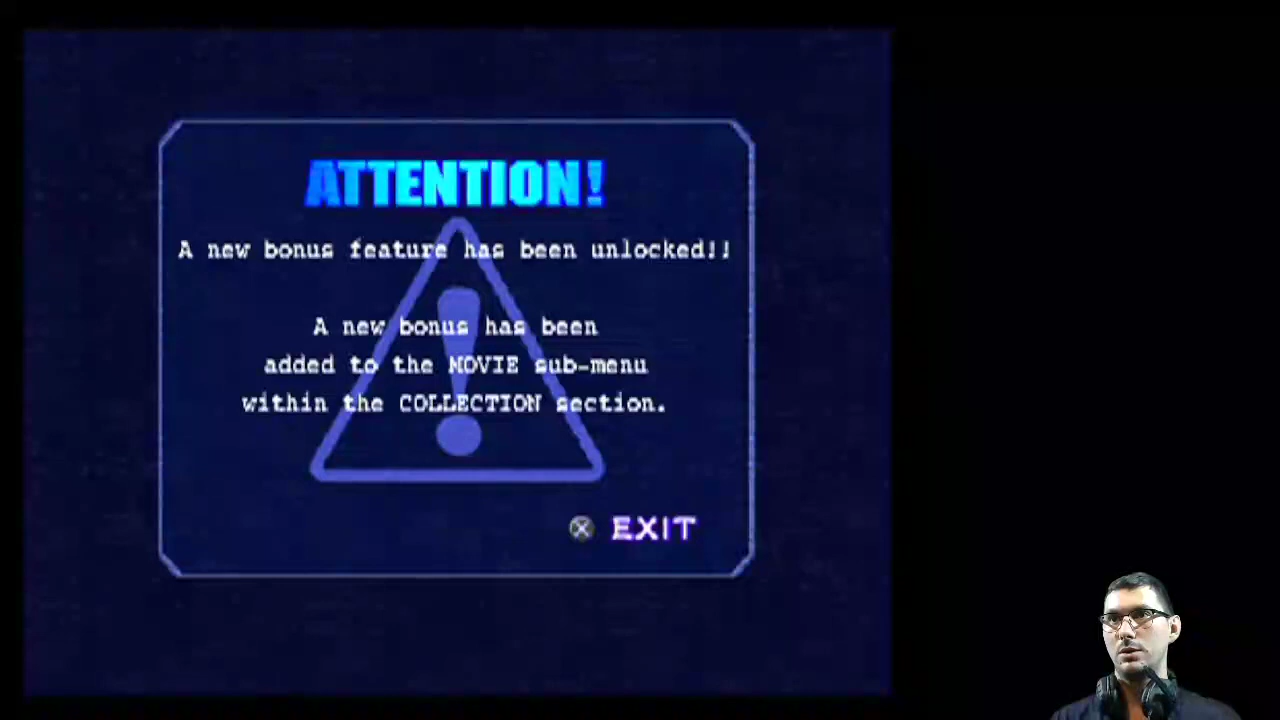 ATTENTION!
A new bonus feature has been unlocked!!
A new bonus has been
added to the MOVIE sub-menu
within the COLLECTION section.
EXIT